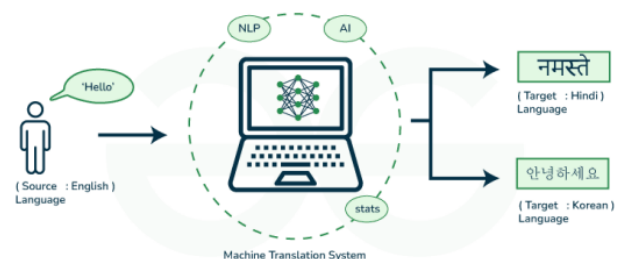 NLP
AI
'Hello'
( Source : English )
Language
stats
Machine Translation System
नमस्ते
( Target : Hindi )
Language
안녕하세요
( Target : Korean )
Language